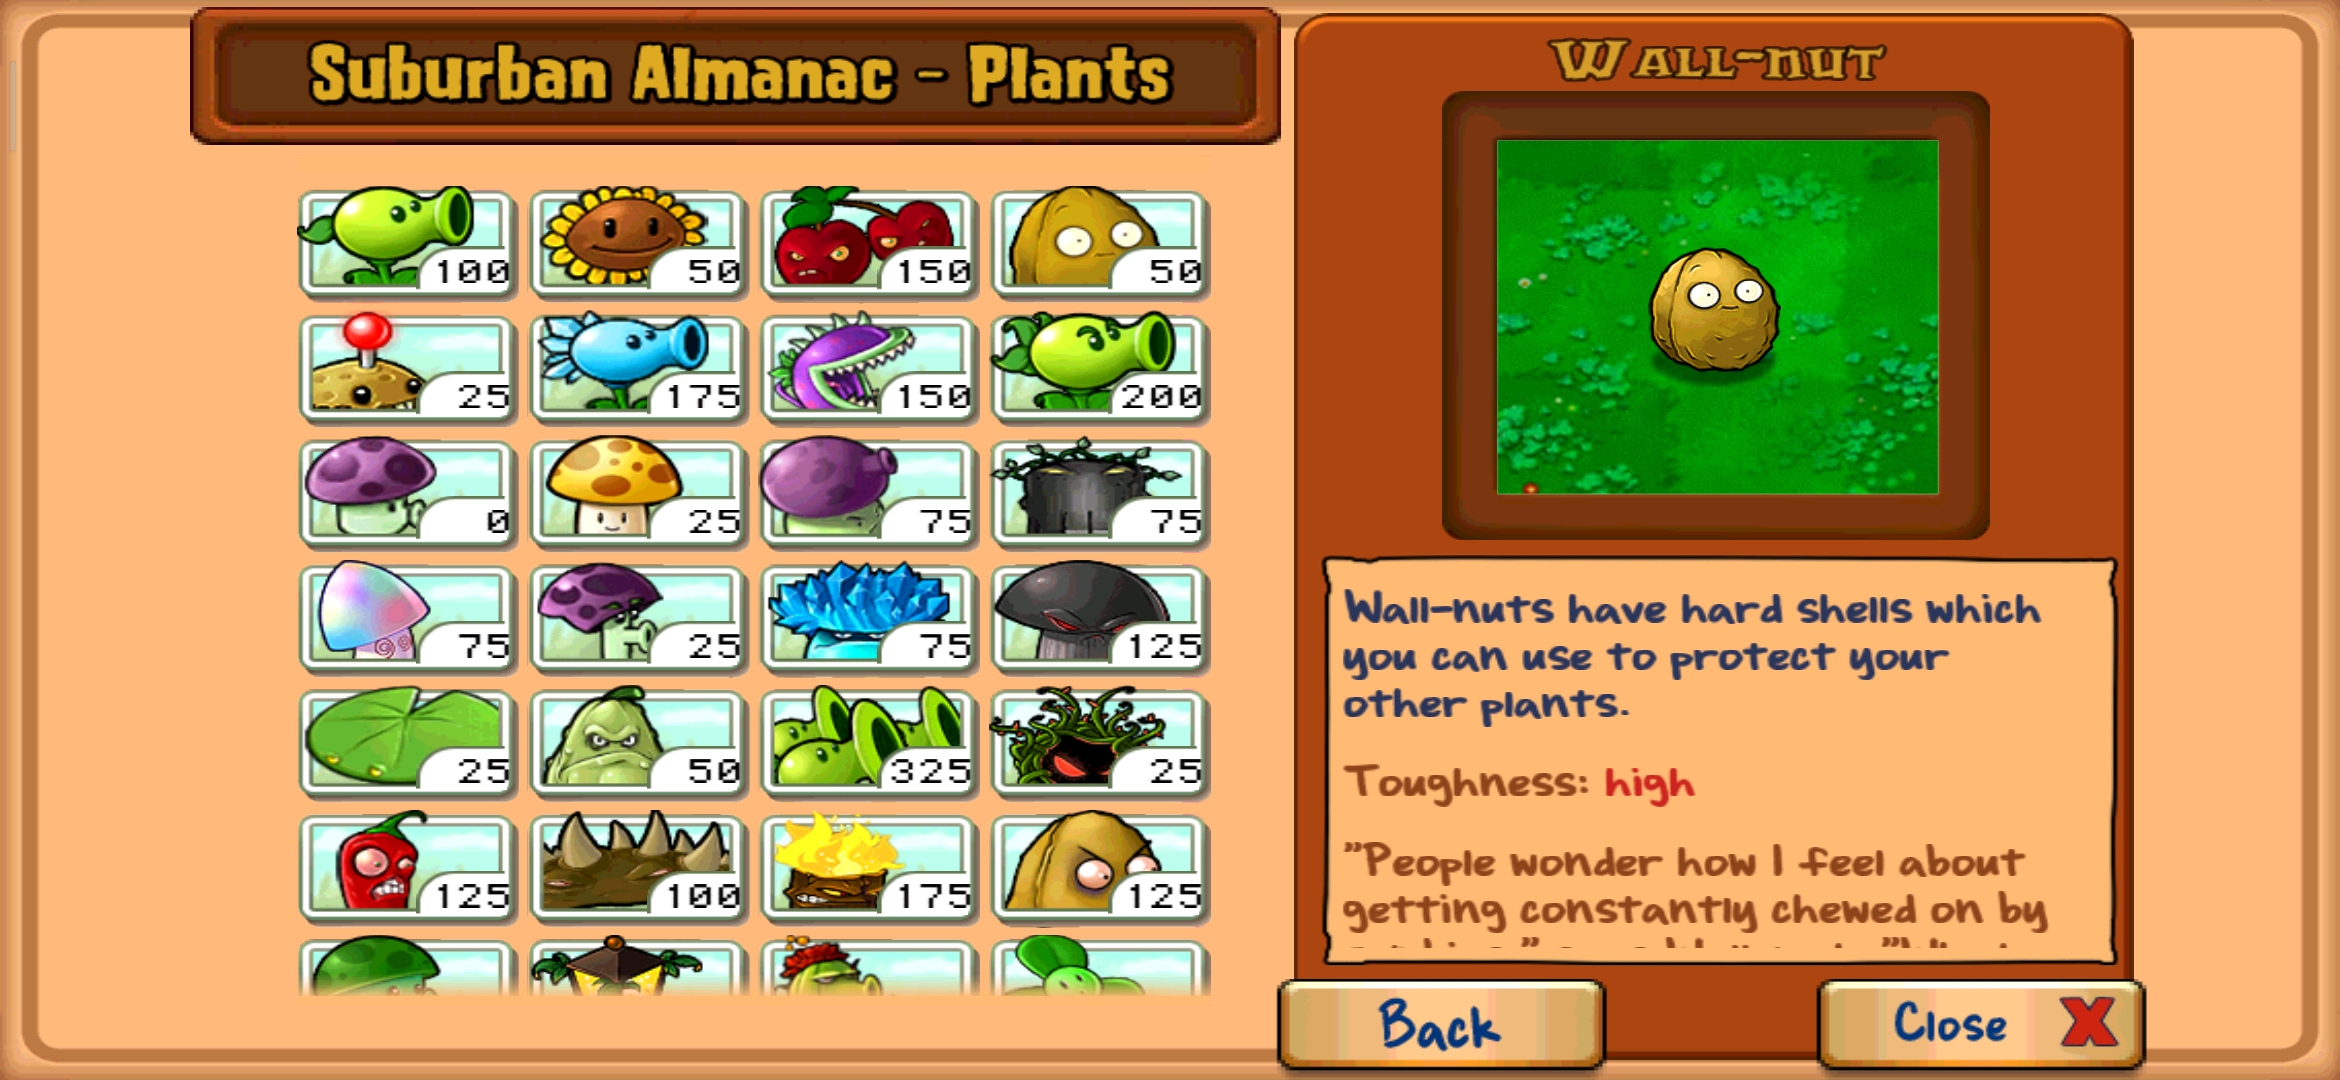 Suburban Almanac - Plants
100 50 150 50
25 175 150 200
0 25 75 75
75 25 75 125
25 50 325 25
125 100 175 125
Wall-nut
Wall-nuts have hard shells which
you can use to protect your
other plants.
Toughness: high
"People wonder how I feel about
getting constantly chewed on by
Back
Close X